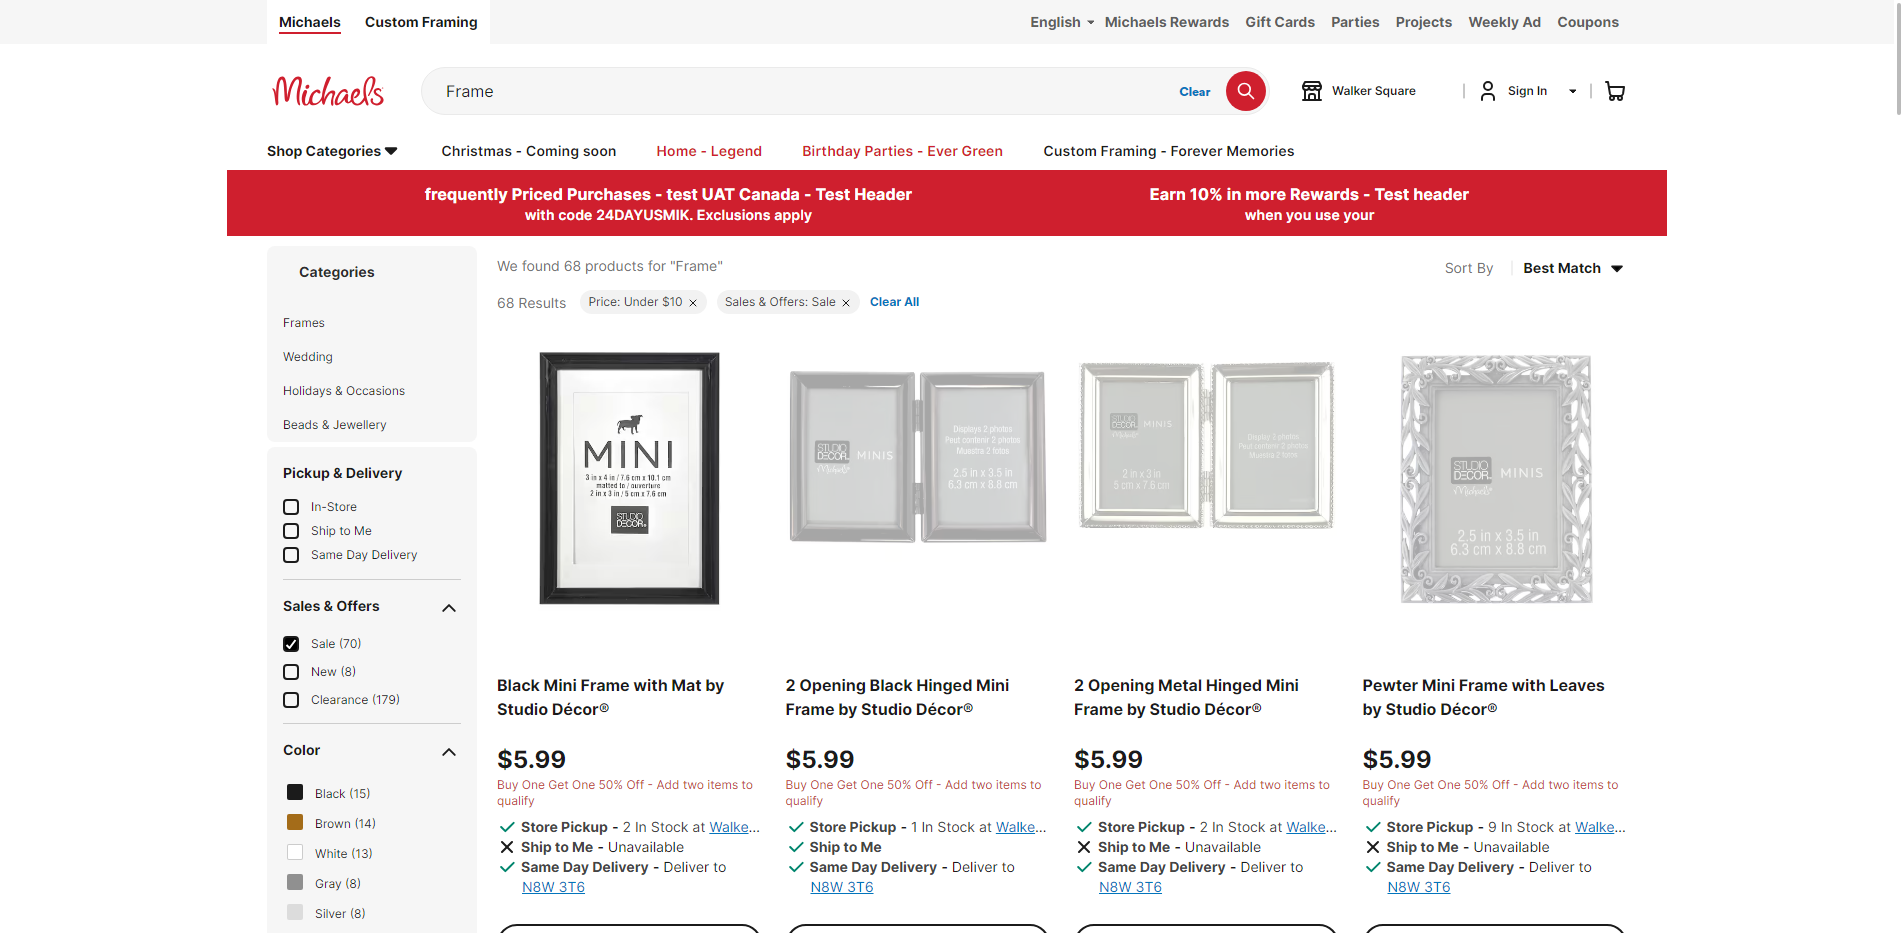 Michaels
Custom Framing
English
Michaels Rewards
Gift Cards
Parties
Projects
Weekly Ad
Coupons
Michaels
Frame
Clear
Walker Square
Sign In
Shop Categories
Christmas - Coming soon
Home - Legend
Birthday Parties - Ever Green
Custom Framing - Forever Memories
frequently Priced Purchases - test UAT Canada - Test Header
with code 24DAYUSMIK. Exclusions apply
Earn 10% in more Rewards - Test header
when you use your
Categories
Frames
Wedding
Holidays & Occasions
Beads & Jewellery
Pickup & Delivery
In-Store
Ship to Me
Same Day Delivery
Sales & Offers
Sale (70)
New (8)
Clearance (179)
Color
Black (15)
Brown (14)
White (13)
Gray (8)
Silver (8)
We found 68 products for "Frame"
Sort By
Best Match
68 Results
Price: Under $10
Sales & Offers: Sale
Clear All
MINI
3 in x 4 in / 7.6 cm x 10.1 cm
matted to / ouverture
2 in x 3 in / 5 cm x 7.6 cm
STUDIO
DECOR
Black Mini Frame with Mat by
Studio Décor®
$5.99
Buy One Get One 50% Off - Add two items to
qualify
Store Pickup - 2 In Stock at Walke...
Ship to Me - Unavailable
Same Day Delivery - Deliver to
N8W 3T6
STUDIO
DECOR
MINIS
Michaels
Displays 2 photos
Peut contenir 2 photos
Muestra 2 fotos
2.5 in x 3.5 in
6.3 cm x 8.8 cm
2 Opening Black Hinged Mini
Frame by Studio Décor®
$5.99
Buy One Get One 50% Off - Add two items to
qualify
Store Pickup - 1 In Stock at Walke...
Ship to Me
Same Day Delivery - Deliver to
N8W 3T6
STUDIO
DECOR
MINIS
Michaels
2 in x 3 in
5 cm x 7.6 cm
Display 2 photos
Peut contenir 2 photos
Muestra 2 fotos
2 Opening Metal Hinged Mini
Frame by Studio Décor®
$5.99
Buy One Get One 50% Off - Add two items to
qualify
Store Pickup - 2 In Stock at Walke...
Ship to Me - Unavailable
Same Day Delivery - Deliver to
N8W 3T6
STUDIO
DECOR
MINIS
Michaels
2.5 in x 3.5 in
6.3 cm x 8.8 cm
Pewter Mini Frame with Leaves
by Studio Décor®
$5.99
Buy One Get One 50% Off - Add two items to
qualify
Store Pickup - 9 In Stock at Walke...
Ship to Me - Unavailable
Same Day Delivery - Deliver to
N8W 3T6